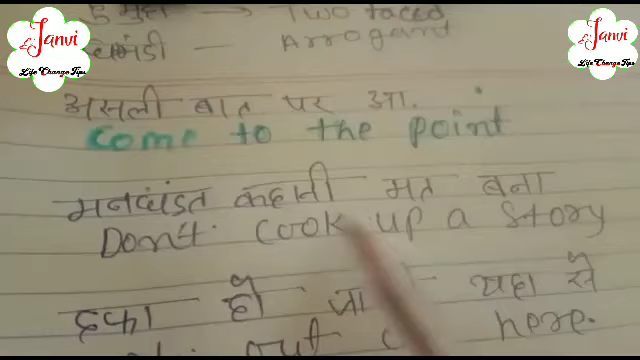 Janvi
Life Change Tips
Janvi
Life Change Tips
मुहा → Two faced
घमंडी — Arrogant
असली बात पर आ.
Come to the point
मनघडंत कहानी मत बना
Don't. Cook up a story
दफा हो जा यहा से
out here.